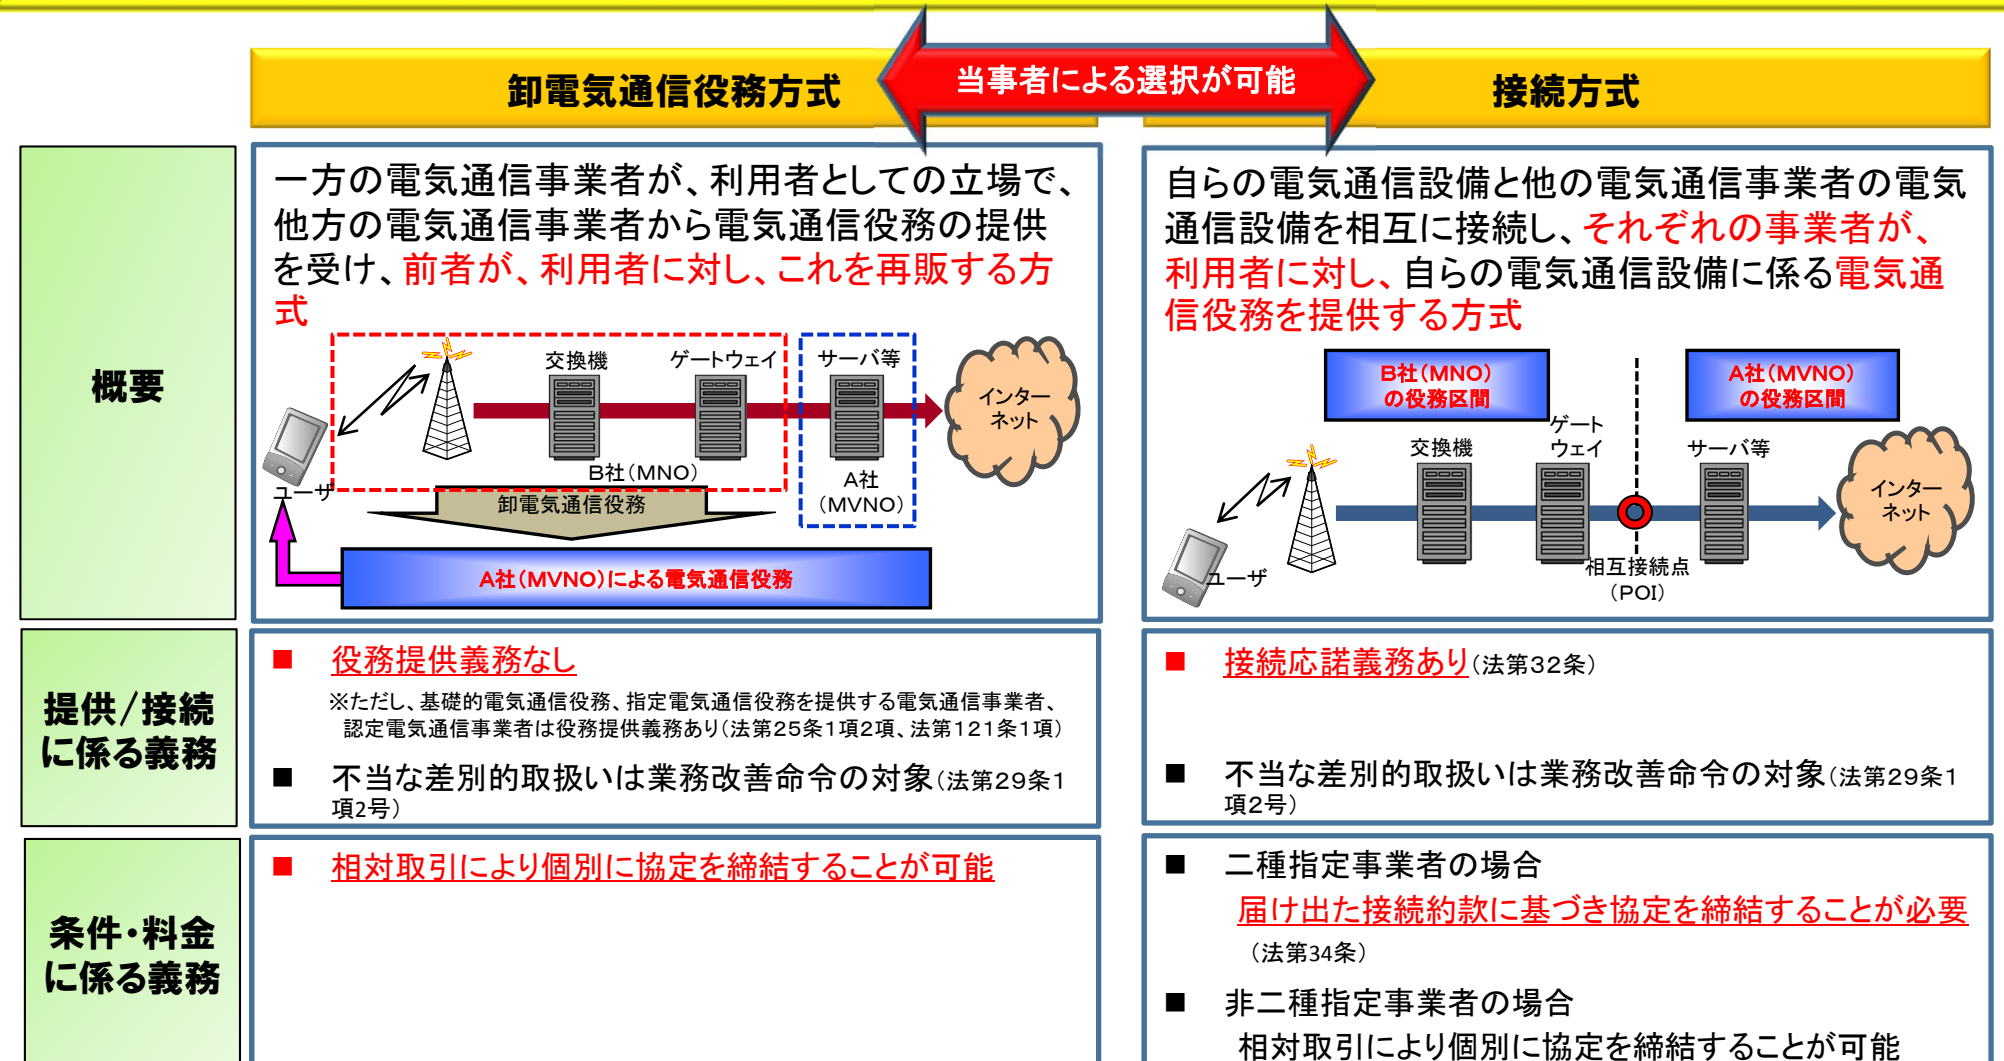 卸電気通信役務方式
当事者による選択が可能
接続方式
概要
一方の電気通信事業者が、利用者としての立場で、
他方の電気通信事業者から電気通信役務の提供
を受け、前者が、利用者に対し、これを再販する方
式
交換機
ゲートウェイ
サーバ等
インター
ネット
ユーザ
B社(MNO)
A社
(MVNO)
卸電気通信役務
A社(MVNO)による電気通信役務
自らの電気通信設備と他の電気通信事業者の電気
通信設備を相互に接続し、それぞれの事業者が、
利用者に対し、自らの電気通信設備に係る電気通
信役務を提供する方式
B社(MNO)
の役務区間
A社(MVNO)
の役務区間
交換機
ゲート
ウェイ
サーバ等
インター
ネット
ユーザ
相互接続点
(POI)
提供/接続
に係る義務
■ 役務提供義務なし
※ただし、基礎的電気通信役務、指定電気通信役務を提供する電気通信事業者、
認定電気通信事業者は役務提供義務あり(法第25条1項2項、法第121条1項)
■ 不当な差別的取扱いは業務改善命令の対象(法第29条1
項2号)
■ 接続応諾義務あり(法第32条)
■ 不当な差別的取扱いは業務改善命令の対象(法第29条1
項2号)
条件・料金
に係る義務
■ 相対取引により個別に協定を締結することが可能
■ 二種指定事業者の場合
届け出た接続約款に基づき協定を締結することが必要
(法第34条)
■ 非二種指定事業者の場合
相対取引により個別に協定を締結することが可能